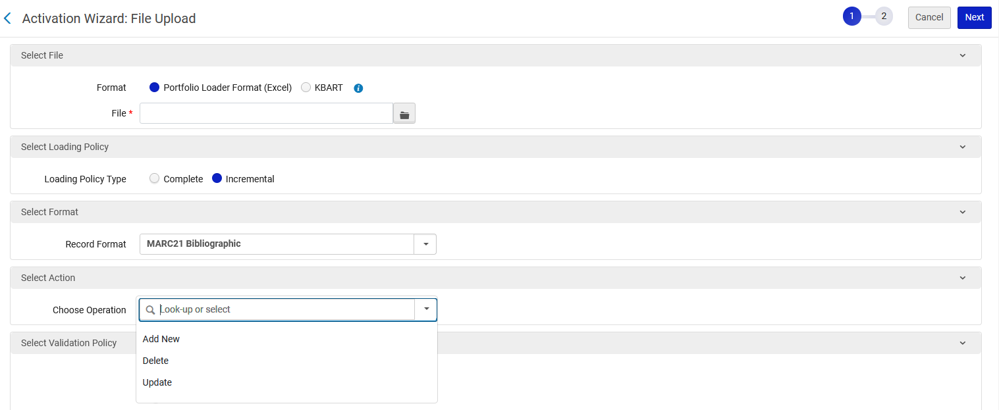 Activation Wizard: File Upload
1
2
Cancel
Next
Select File
Format
Portfolio Loader Format (Excel)
KBART
File *
Select Loading Policy
Loading Policy Type
Complete
Incremental
Select Format
Record Format
MARC21 Bibliographic
Select Action
Choose Operation
Look-up or select
Add New
Select Validation Policy
Delete
Update